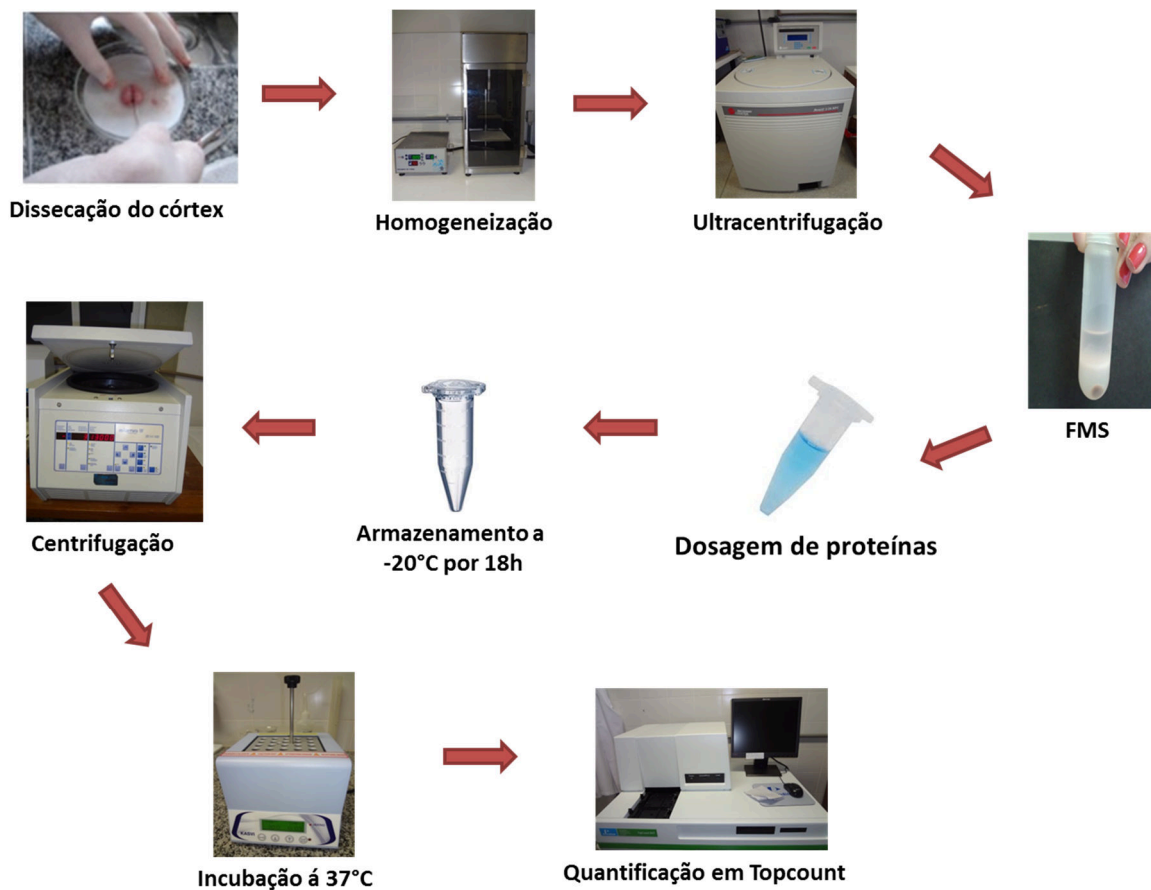 Dissecação do córtex
Homogeneização
Ultracentrifugação
FMS
Dosagem de proteínas
Armazenamento a
-20°C por 18h
Centrifugação
Incubação á 37°C
Quantificação em Topcount